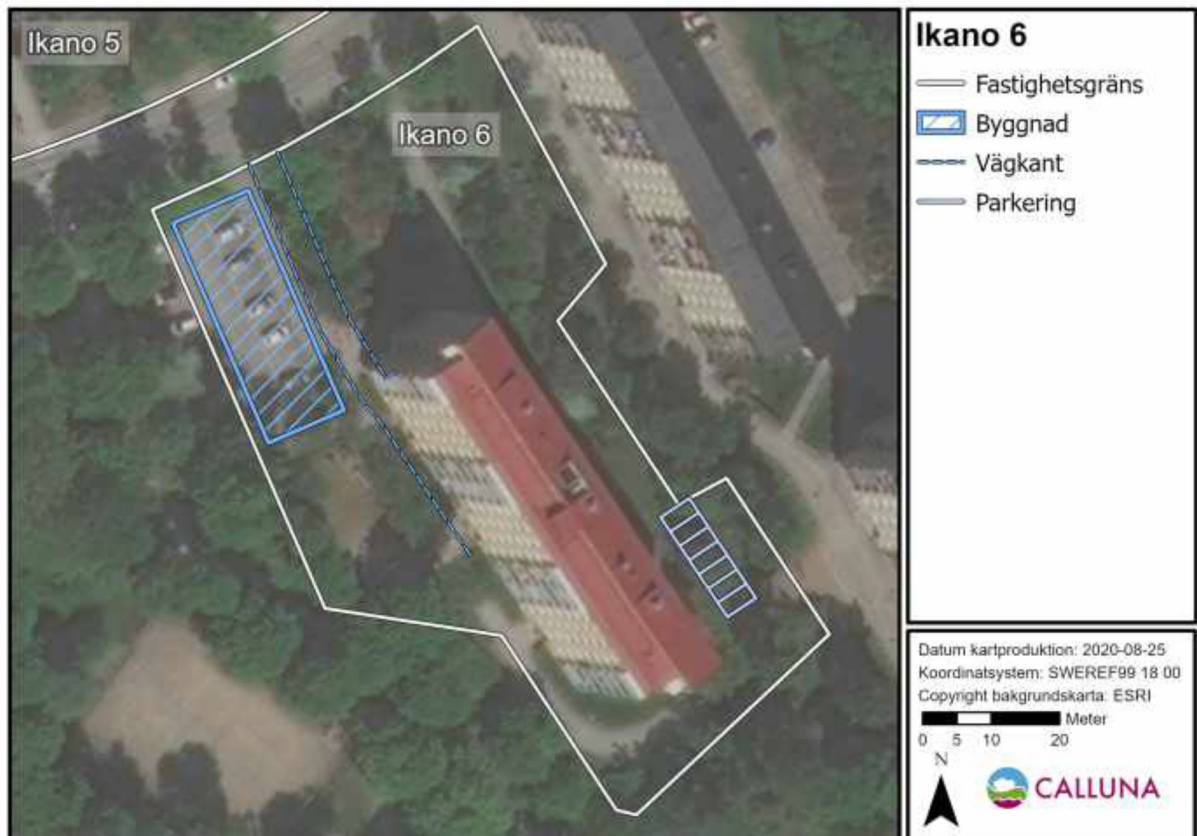 Ikano 5
Ikano 6
Ikano 6
Fastighetsgräns
Byggnad
Vägkant
Parkering
Datum kartproduktion: 2020-08-25
Koordinatsystem: SWEREF99 18 00
Copyright bakgrundskarta: ESRI
Meter
0 5 10 20
N
CALLUNA